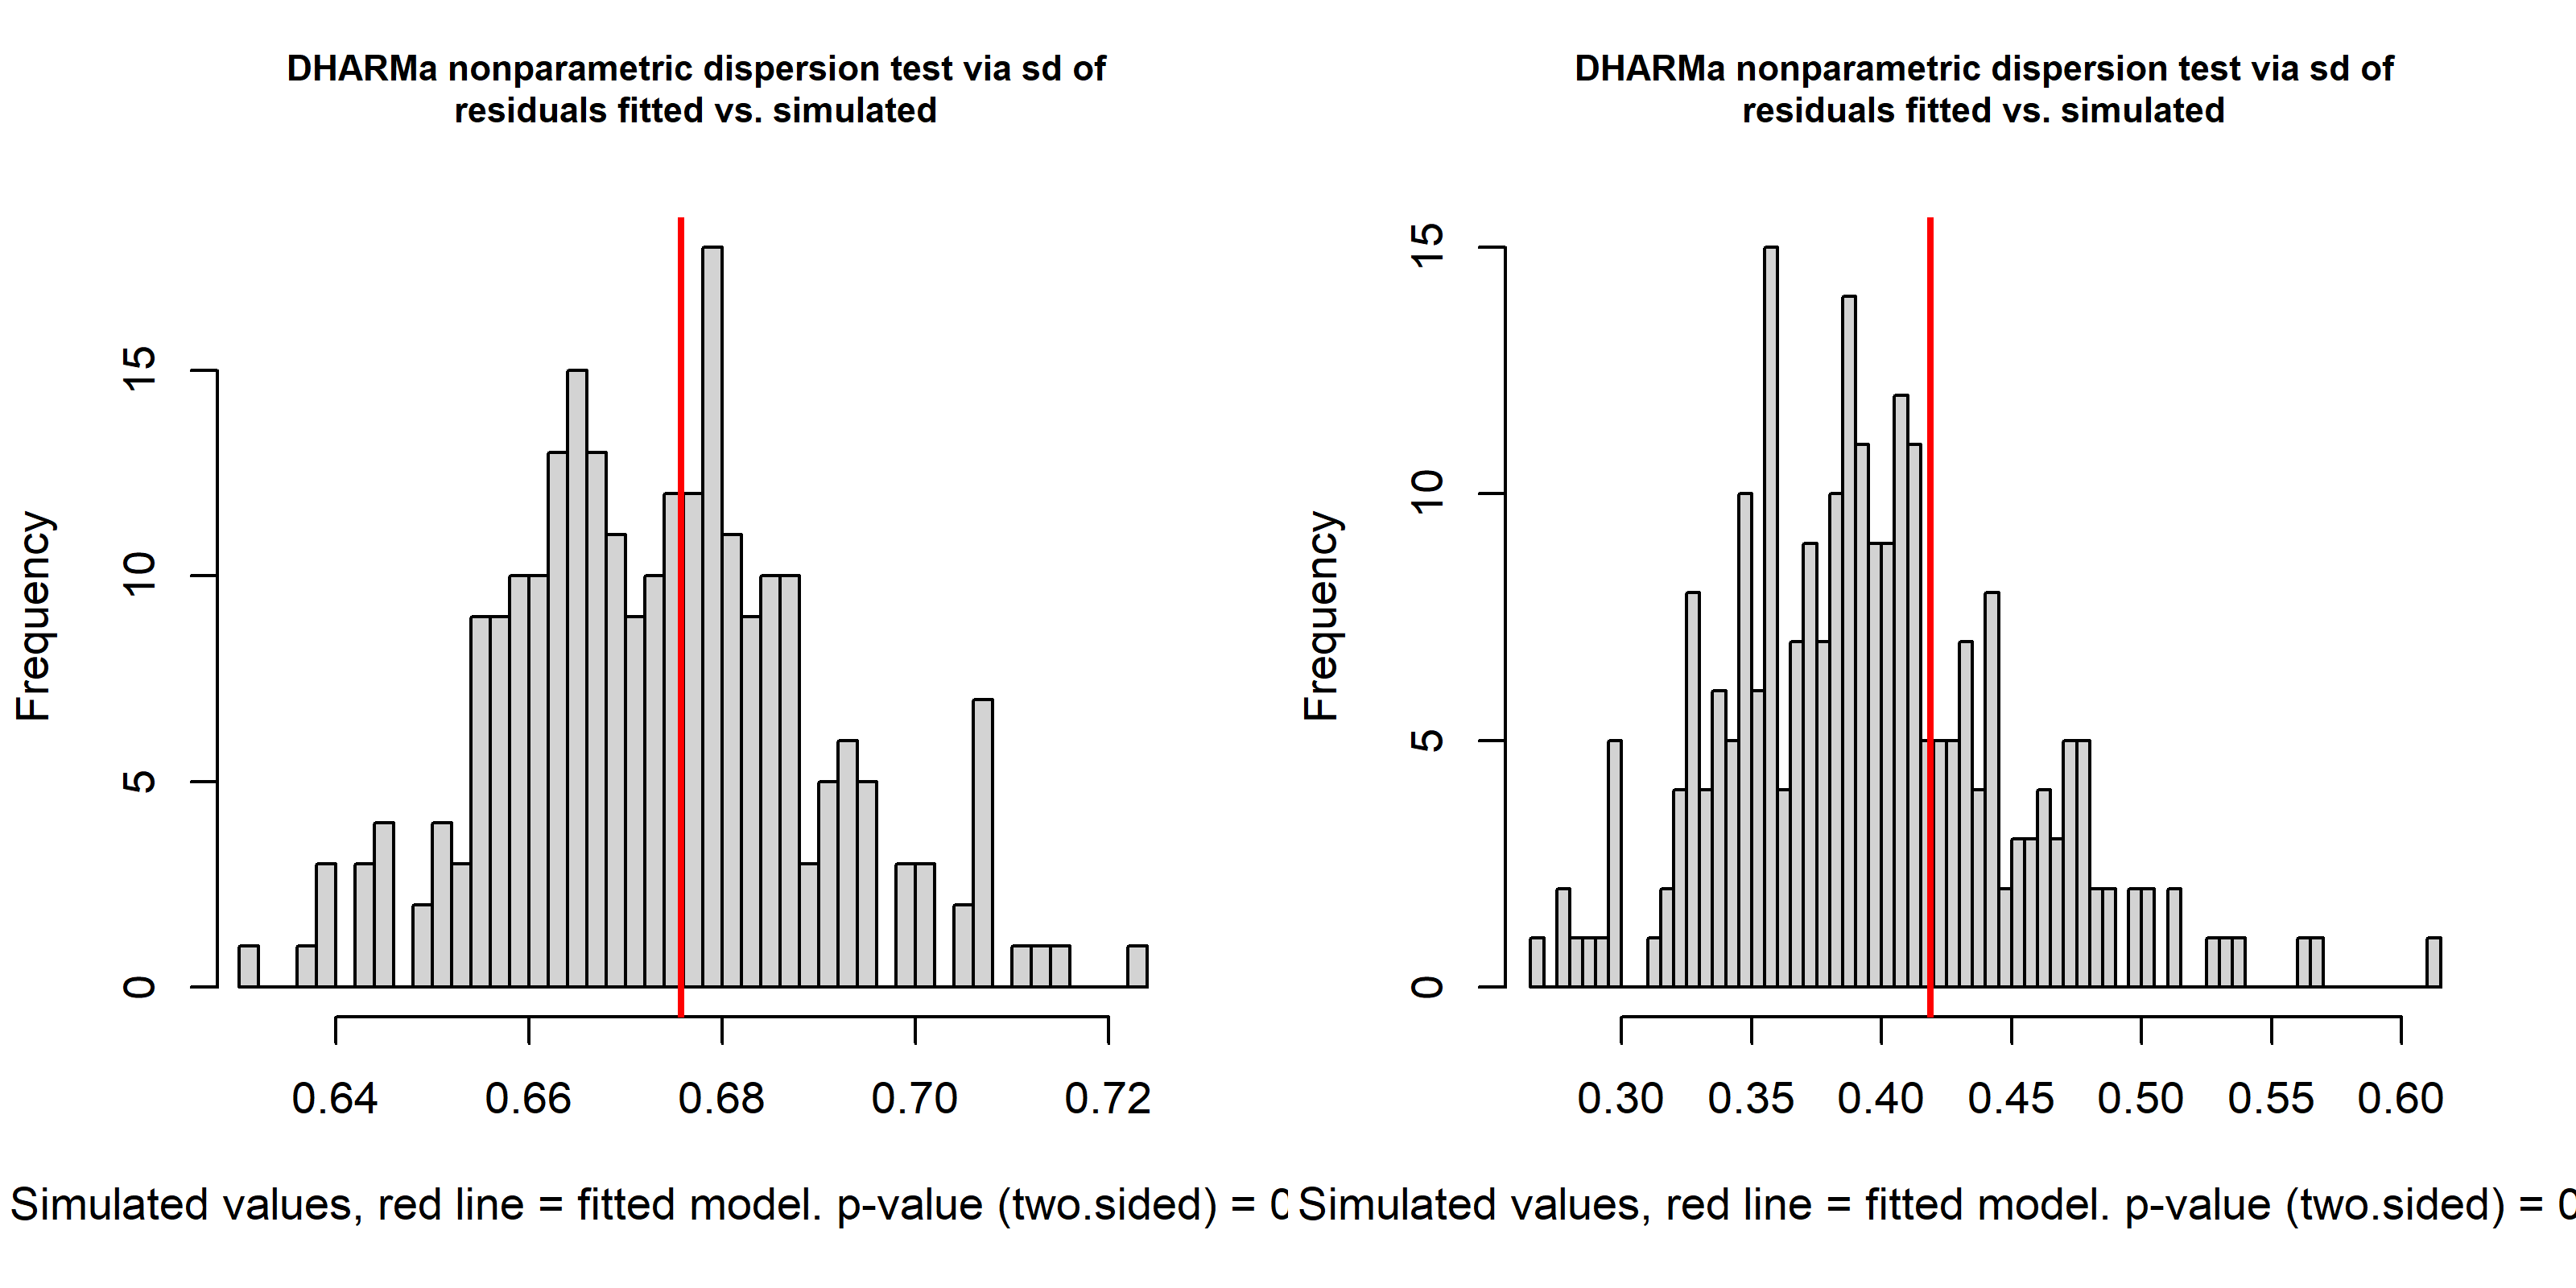 DHARMa nonparametric dispersion test via sd of
residuals fitted vs. simulated
Frequency
15
10
5
0
0.64 0.66 0.68 0.70 0.72
Simulated values, red line = fitted model. p-value (two.sided) = 0
DHARMa nonparametric dispersion test via sd of
residuals fitted vs. simulated
Frequency
15
10
5
0
0.30 0.35 0.40 0.45 0.50 0.55 0.60
Simulated values, red line = fitted model. p-value (two.sided) = 0